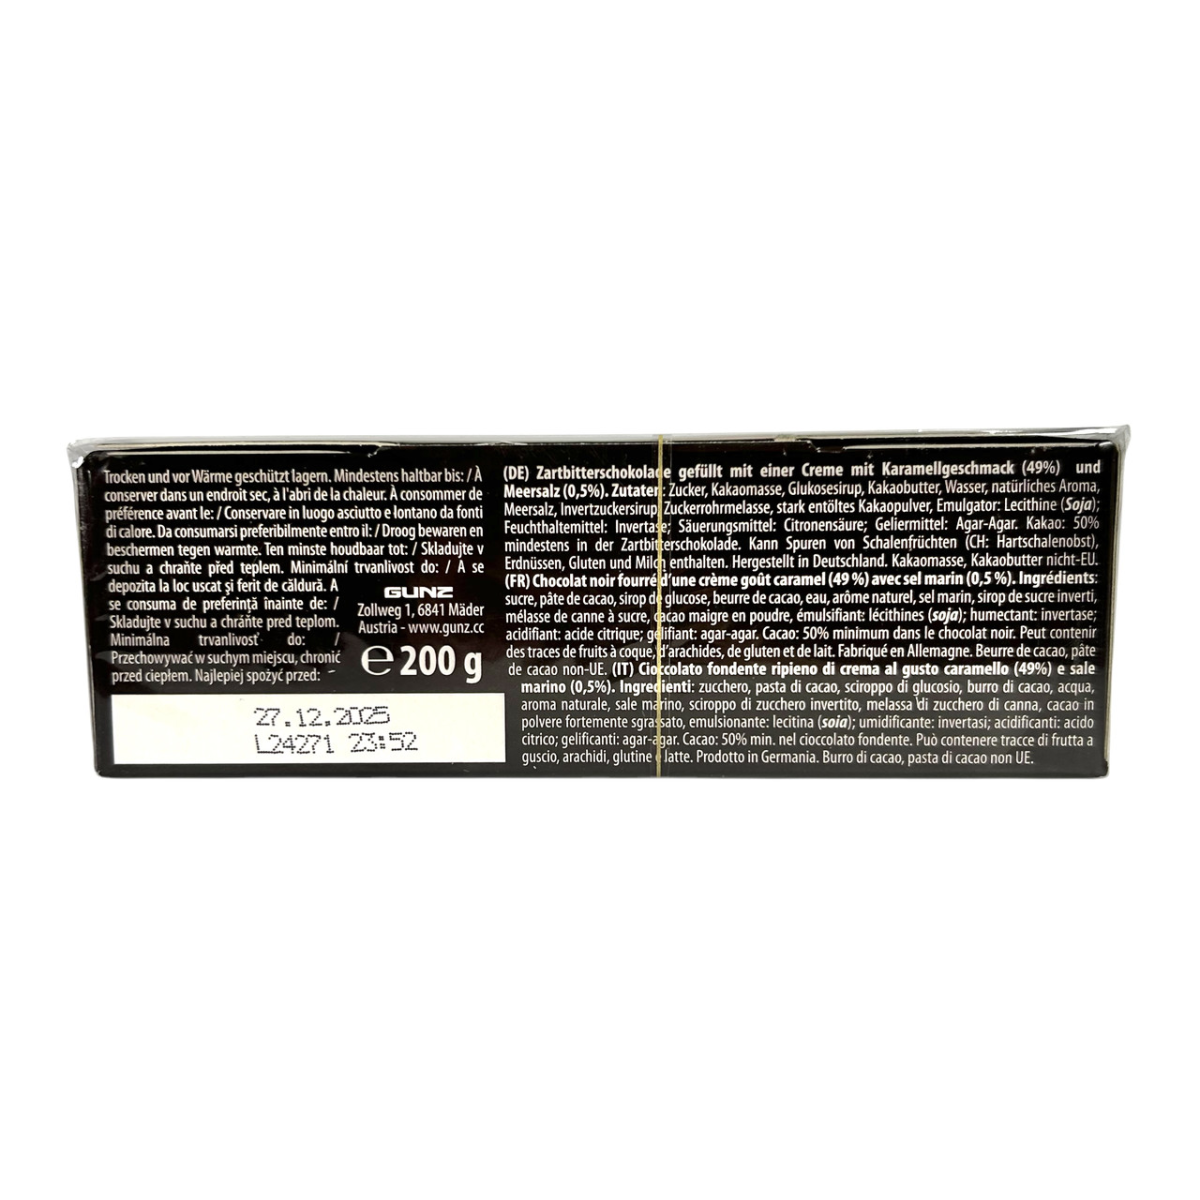 Trocken und vor Wärme geschützt lagern. Mindestens haltbar bis: / À
conserver dans un endroit sec, à l'abri de la chaleur. À consommer de
préférence avant le: / Conservare in luogo asciutto e lontano da fonti
di calore. Da consumarsi preferibilmente entro il: / Droog bewaren en
beschermen tegen warmte. Ten minste houdbaar tot: / Skladujte v
suchu a chraňte před teplem. Minimální trvanlivost do: / A se
depozita la loc uscat și ferit de căldură. A
se consuma de preferință înainte de: /
Skladujte v suchu a chráňte pred teplom.
Minimálna trvanlivosť do: /
Przechowywać w suchym miejscu, chronić
przed ciepłem. Najlepiej spożyć przed:
GUNZ
Zollweg 1, 6841 Mäder
Austria - www.gunz.cc
℮ 200 g
27.12.2025
L24271 23:52
(DE) Zartbitterschokolade gefüllt mit einer Creme mit Karamellgeschmack (49%) und
Meersalz (0,5%). Zutaten: Zucker, Kakaomasse, Glukosesirup, Kakaobutter, Wasser, natürliches Aroma,
Meersalz, Invertzuckersirup, Zuckerrohrmelasse, stark entöltes Kakaopulver, Emulgator: Lecithine (Soja);
Feuchthaltemittel: Invertase; Säuerungsmittel: Citronensäure; Geliermittel: Agar-Agar. Kakao: 50%
mindestens in der Zartbitterschokolade. Kann Spuren von Schalenfrüchten (CH: Hartschalenobst),
Erdnüssen, Gluten und Milch enthalten. Hergestellt in Deutschland. Kakaomasse, Kakaobutter nicht-EU.
(FR) Chocolat noir fourré d'une crème goût caramel (49 %) avec sel marin (0,5 %). Ingrédients:
sucre, pâte de cacao, sirop de glucose, beurre de cacao, eau, arôme naturel, sel marin, sirop de sucre inverti,
mélasse de canne à sucre, cacao maigre en poudre, émulsifiant: lécithines (soja); humectant: invertase;
acidifiant: acide citrique; gélifiant: agar-agar. Cacao: 50% minimum dans le chocolat noir. Peut contenir
des traces de fruits à coque, d'arachides, de gluten et de lait. Fabriqué en Allemagne. Beurre de cacao, pâte
de cacao non-UE. (IT) Cioccolato fondente ripieno di crema al gusto caramello (49%) e sale
marino (0,5%). Ingredienti: zucchero, pasta di cacao, sciroppo di glucosio, burro di cacao, acqua,
aroma naturale, sale marino, sciroppo di zucchero invertito, melassa di zucchero di canna, cacao in
polvere fortemente sgrassato, emulsionante: lecitina (soia); umidificante: invertasi; acidificanti: acido
citrico; gelificanti: agar-agar. Cacao: 50% min. nel cioccolato fondente. Può contenere tracce di frutta a
guscio, arachidi, glutine e latte. Prodotto in Germania. Burro di cacao, pasta di cacao non UE.